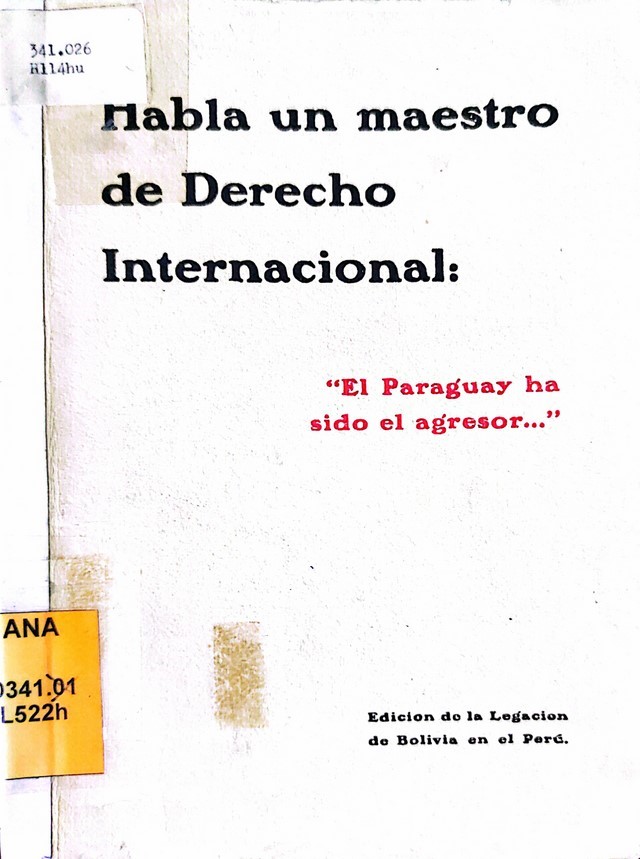 341.026
H114hu
Habla un maestro
de Derecho
Internacional:
“El Paraguay ha
sido el agresor...”
ANA
0341.01
L522h
Edicion de la Legacion
de Bolivia en el Perú.